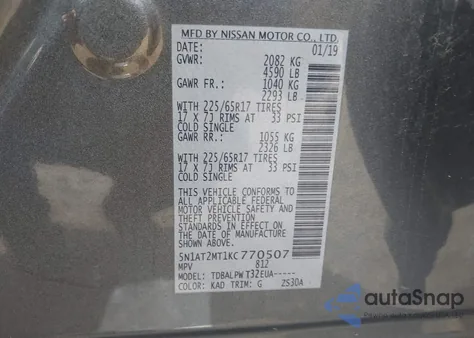 MFD BY NISSAN MOTOR CO., LTD.
DATE: 01/19
GVWR: 2082 KG
4590 LB
GAWR FR.: 1040 KG
2293 LB
WITH 225/65R17 TIRES
17 X 7J RIMS AT 33 PSI
COLD SINGLE
GAWR RR.: 1055 KG
2326 LB
WITH 225/65R17 TIRES
17 X 7J RIMS AT 33 PSI
COLD SINGLE
THIS VEHICLE CONFORMS TO
ALL APPLICABLE FEDERAL
MOTOR VEHICLE SAFETY AND
THEFT PREVENTION
STANDARDS IN EFFECT ON
THE DATE OF MANUFACTURE
SHOWN ABOVE.
5N1AT2MT1KC770507
MPV 812
MODEL: TDBALPWT32EUA-----
COLOR: KAD TRIM: G 2S30A
autoSnap